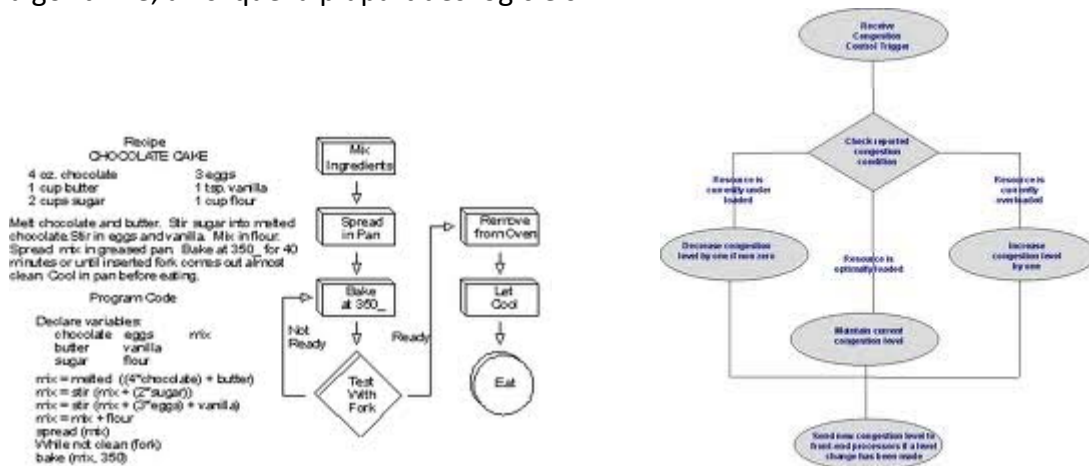 Recipe
CHOCOLATE CAKE
4 oz. chocolate 3 eggs
1 cup butter 1 tsp. vanilla
2 cups sugar 1 cup flour
Melt chocolate and butter. Stir sugar into melted
chocolate. Stir in eggs and vanilla. Mix in flour.
Spread mix in greased pan. Bake at 350_ for 40
minutes or until inserted fork comes out almost
clean. Cool in pan before eating.
Program Code
Declare variables:
chocolate eggs mix
butter vanilla
sugar flour
mix = melted ((4*chocolate) + butter)
mix = stir (mix + (2*sugar))
mix = stir (mix + (3*eggs) + vanilla)
mix = mix + flour
spread (mix)
While not clean (fork)
bake (mix, 350)
Mix
Ingredients
Spread
in Pan
Bake
at 350_
Not
Ready
Test
With
Fork
Ready
Remove
from Oven
Let
Cool
Eat
Receive
Congestion
Control Trigger
Check reported
congestion
condition
Resource is
currently under
loaded
Resource is
currently
overloaded
Decrease congestion
level by one if non zero
Resource is
optimally loaded
Increase
congestion level
by one
Maintain current
congestion level
Send new congestion level to
front-end processors if a level
change has been made